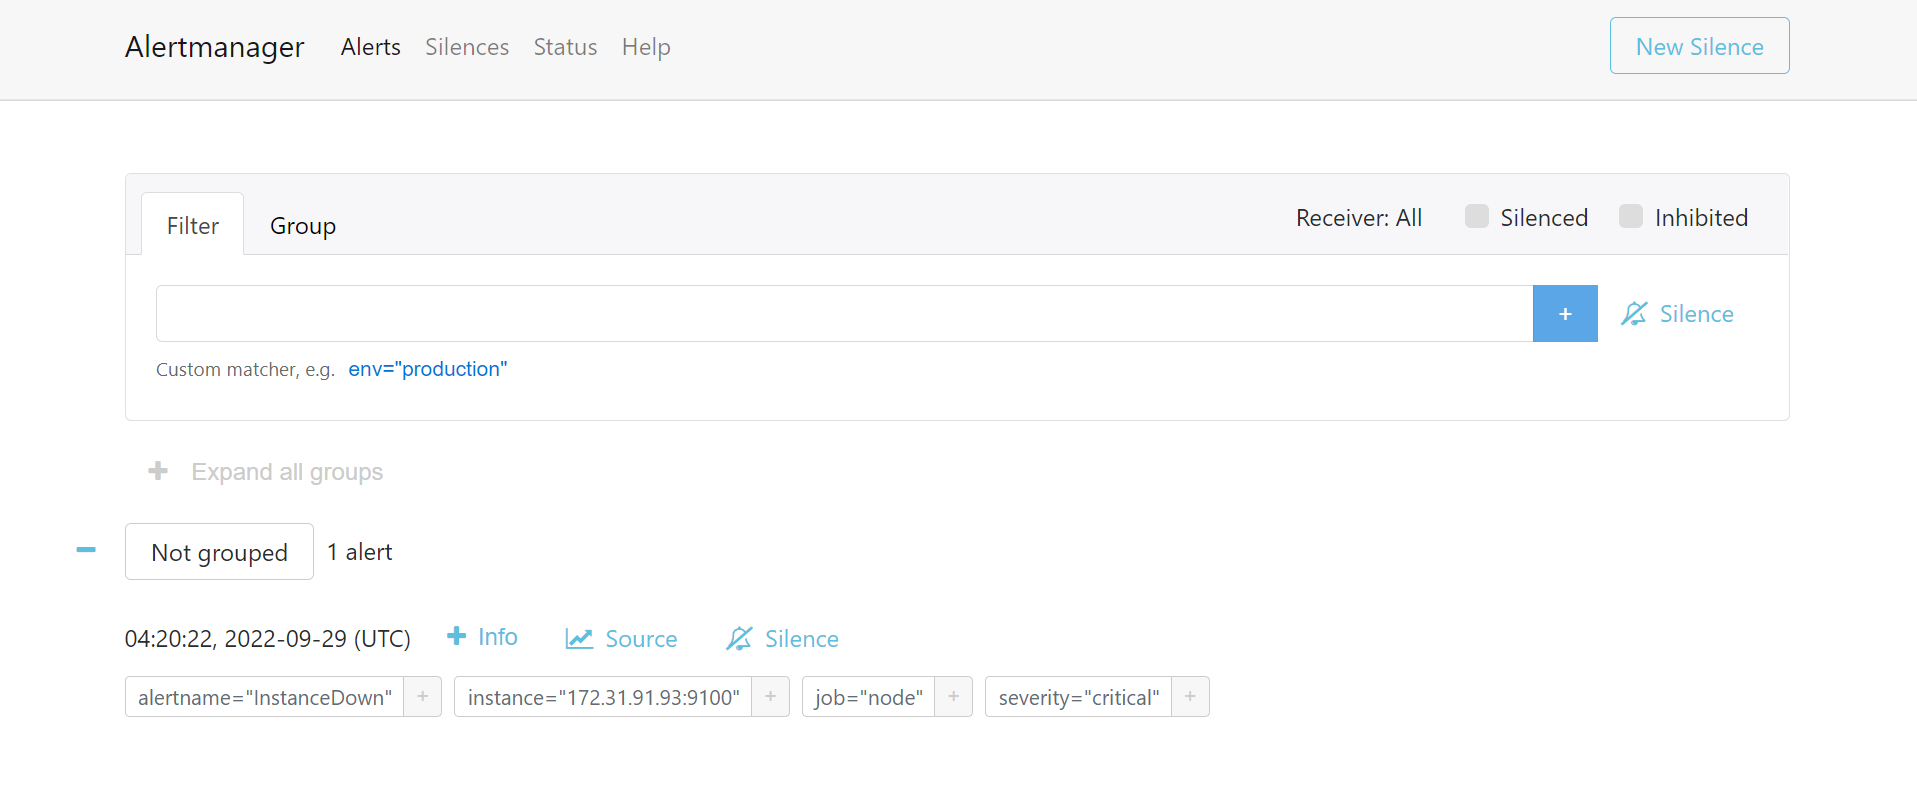 Alertmanager Alerts Silences Status Help New Silence
Filter Group Receiver: All Silenced Inhibited
+ Silence
Custom matcher, e.g. env="production"
+ Expand all groups
− Not grouped 1 alert
04:20:22, 2022-09-29 (UTC) + Info Source Silence
alertname="InstanceDown" + instance="172.31.91.93:9100" + job="node" + severity="critical" +